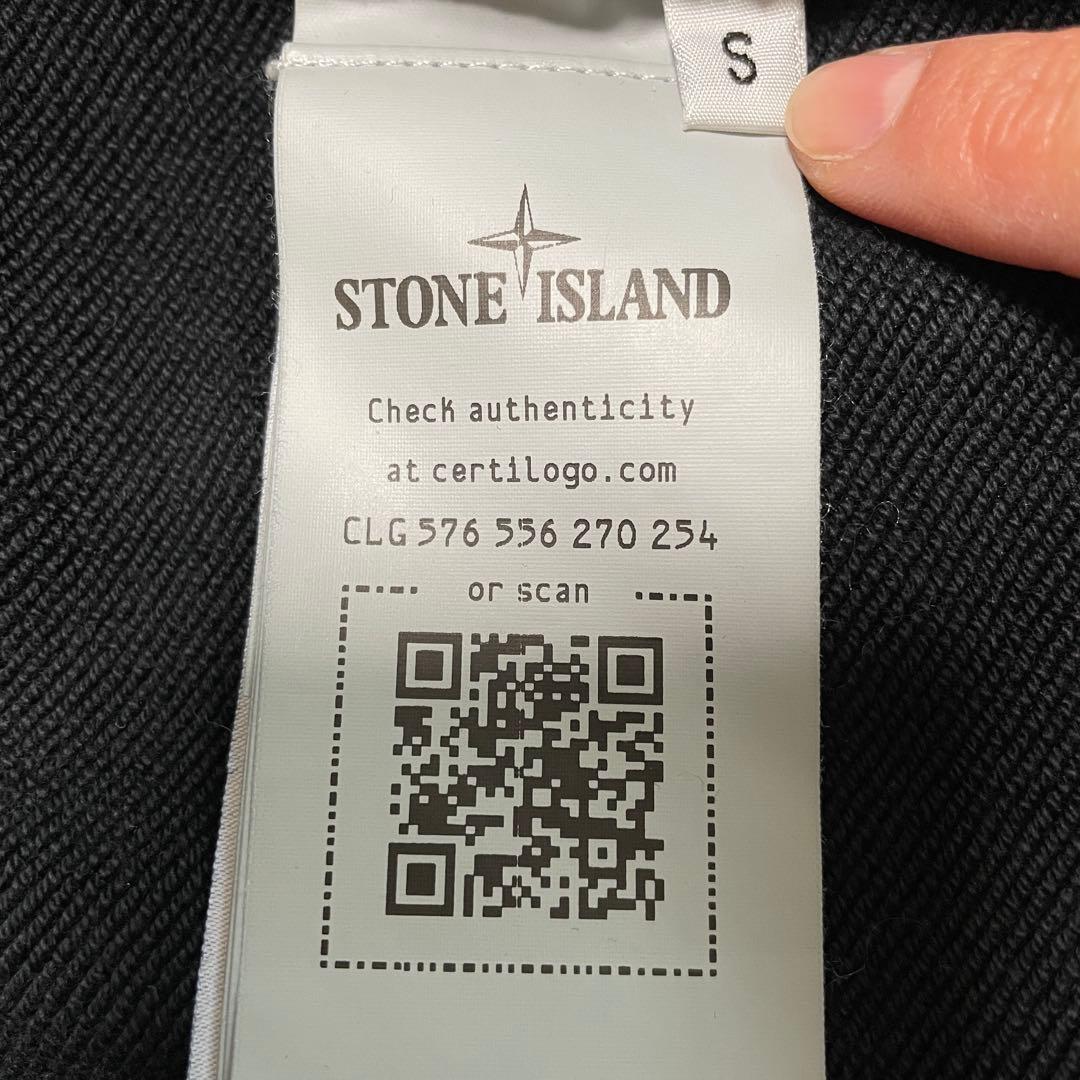 S
STONE ISLAND
Check authenticity
at certilogo.com
CLG 576 556 270 254
or scan